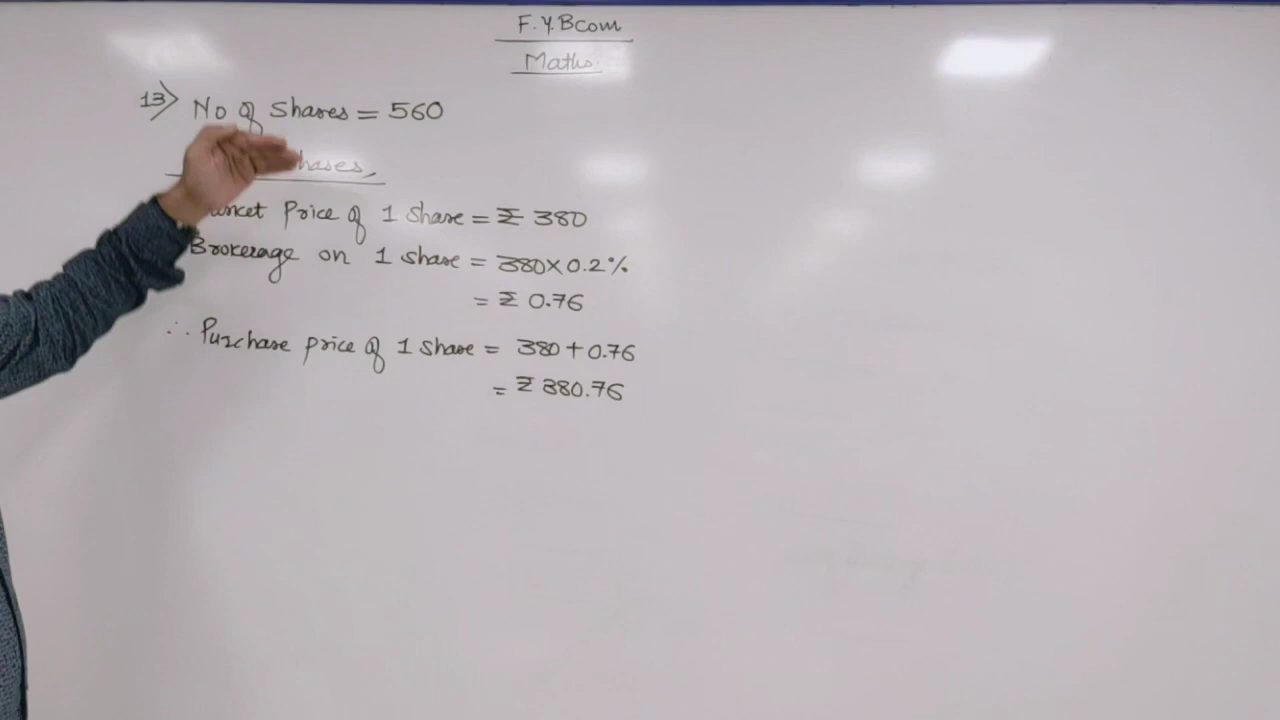 F.Y.Bcom
Maths.
13> No of Shares = 560
Price of 1 Share = ₹ 380
Brokerage on 1 Share = 380×0.2%
= ₹ 0.76
∴ Purchase price of 1 Share = 380+0.76
= ₹ 380.76